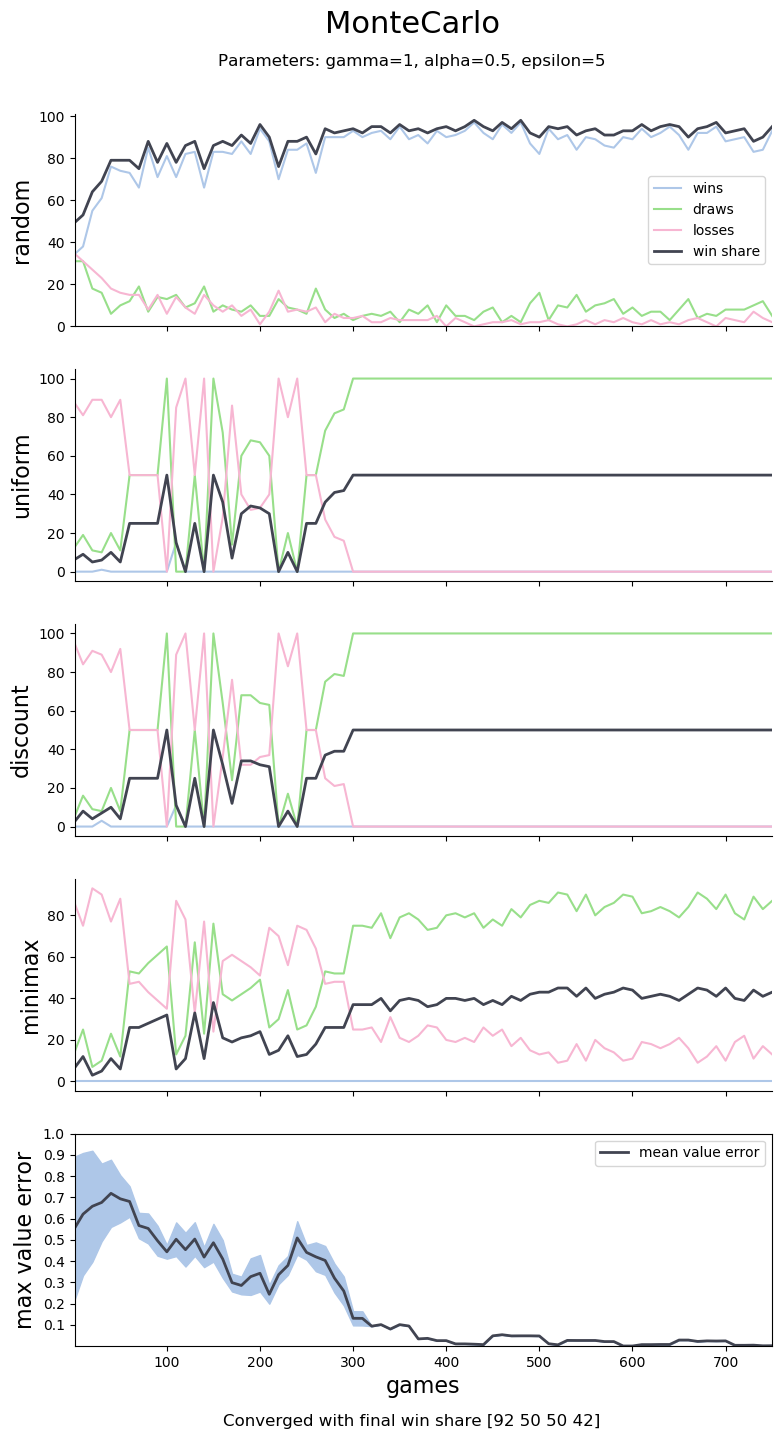 MonteCarlo
Parameters: gamma=1, alpha=0.5, epsilon=5
100
80
60
40
20
0
random
wins
draws
losses
win share
100
80
60
40
20
0
uniform
100
80
60
40
20
0
discount
80
60
40
20
0
minimax
1.0
0.9
0.8
0.7
0.6
0.5
0.4
0.3
0.2
0.1
max value error
mean value error
100 200 300 400 500 600 700
games
Converged with final win share [92 50 50 42]